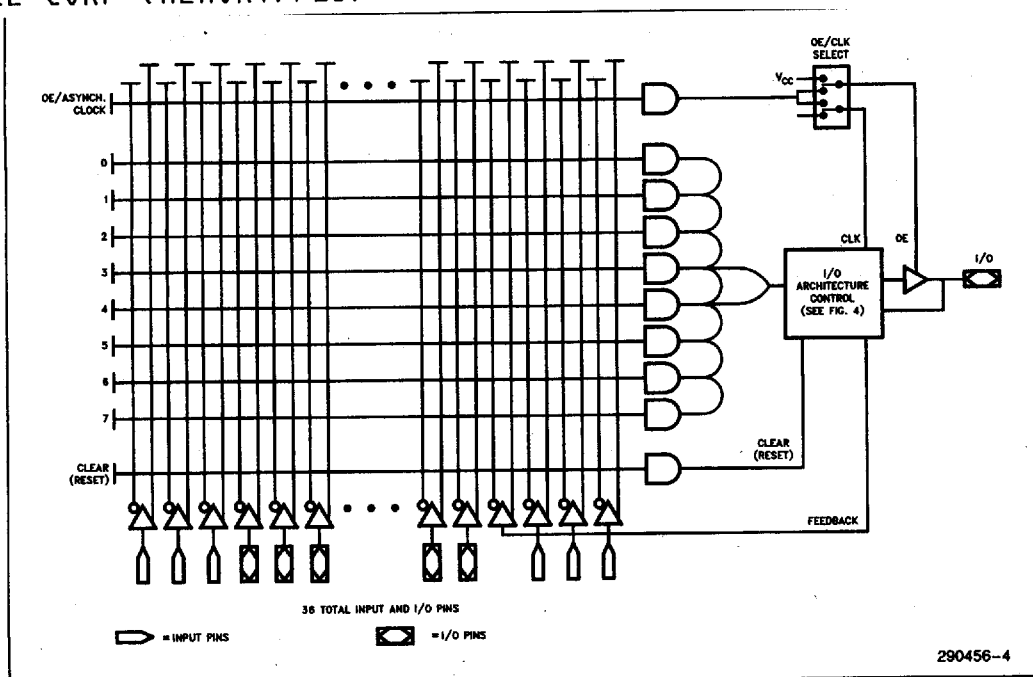 OE/CLK
SELECT
VCC
OE/ASYNCH.
CLOCK
0
1
2
3
4
5
6
7
CLK
OE
I/O
I/O
ARCHITECTURE
CONTROL
(SEE FIG. 4)
CLEAR
(RESET)
CLEAR
(RESET)
FEEDBACK
36 TOTAL INPUT AND I/O PINS
=INPUT PINS
=I/O PINS
290456-4